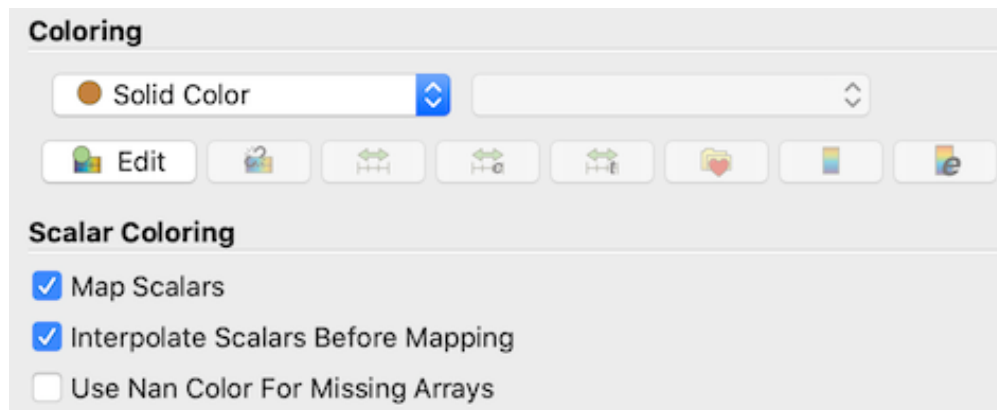 Coloring
Solid Color
Edit
c
t
e
Scalar Coloring
Map Scalars
Interpolate Scalars Before Mapping
Use Nan Color For Missing Arrays